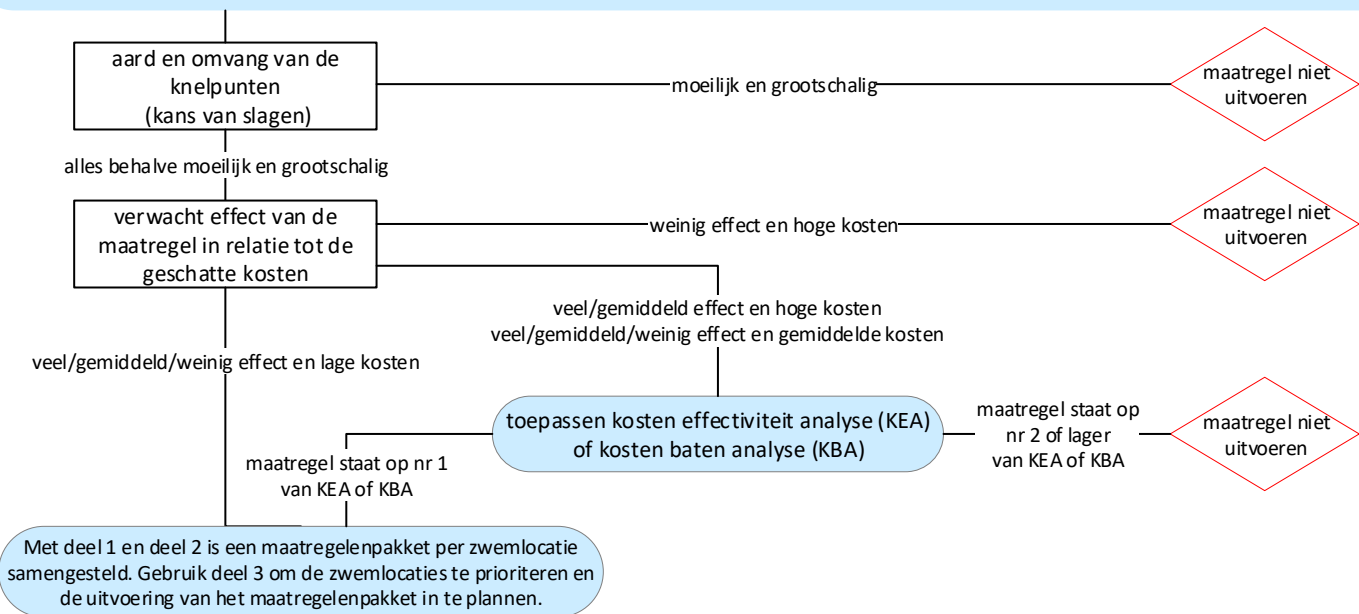 aard en omvang van de
knelpunten
(kans van slagen)
moeilijk en grootschalig
maatregel niet
uitvoeren
alles behalve moeilijk en grootschalig
verwacht effect van de
maatregel in relatie tot de
geschatte kosten
weinig effect en hoge kosten
maatregel niet
uitvoeren
veel/gemiddeld effect en hoge kosten
veel/gemiddeld/weinig effect en gemiddelde kosten
veel/gemiddeld/weinig effect en lage kosten
toepassen kosten effectiviteit analyse (KEA)
of kosten baten analyse (KBA)
maatregel staat op
nr 2 of lager
van KEA of KBA
maatregel niet
uitvoeren
maatregel staat op nr 1
van KEA of KBA
Met deel 1 en deel 2 is een maatregelenpakket per zwemlocatie
samengesteld. Gebruik deel 3 om de zwemlocaties te prioriteren en
de uitvoering van het maatregelenpakket in te plannen.